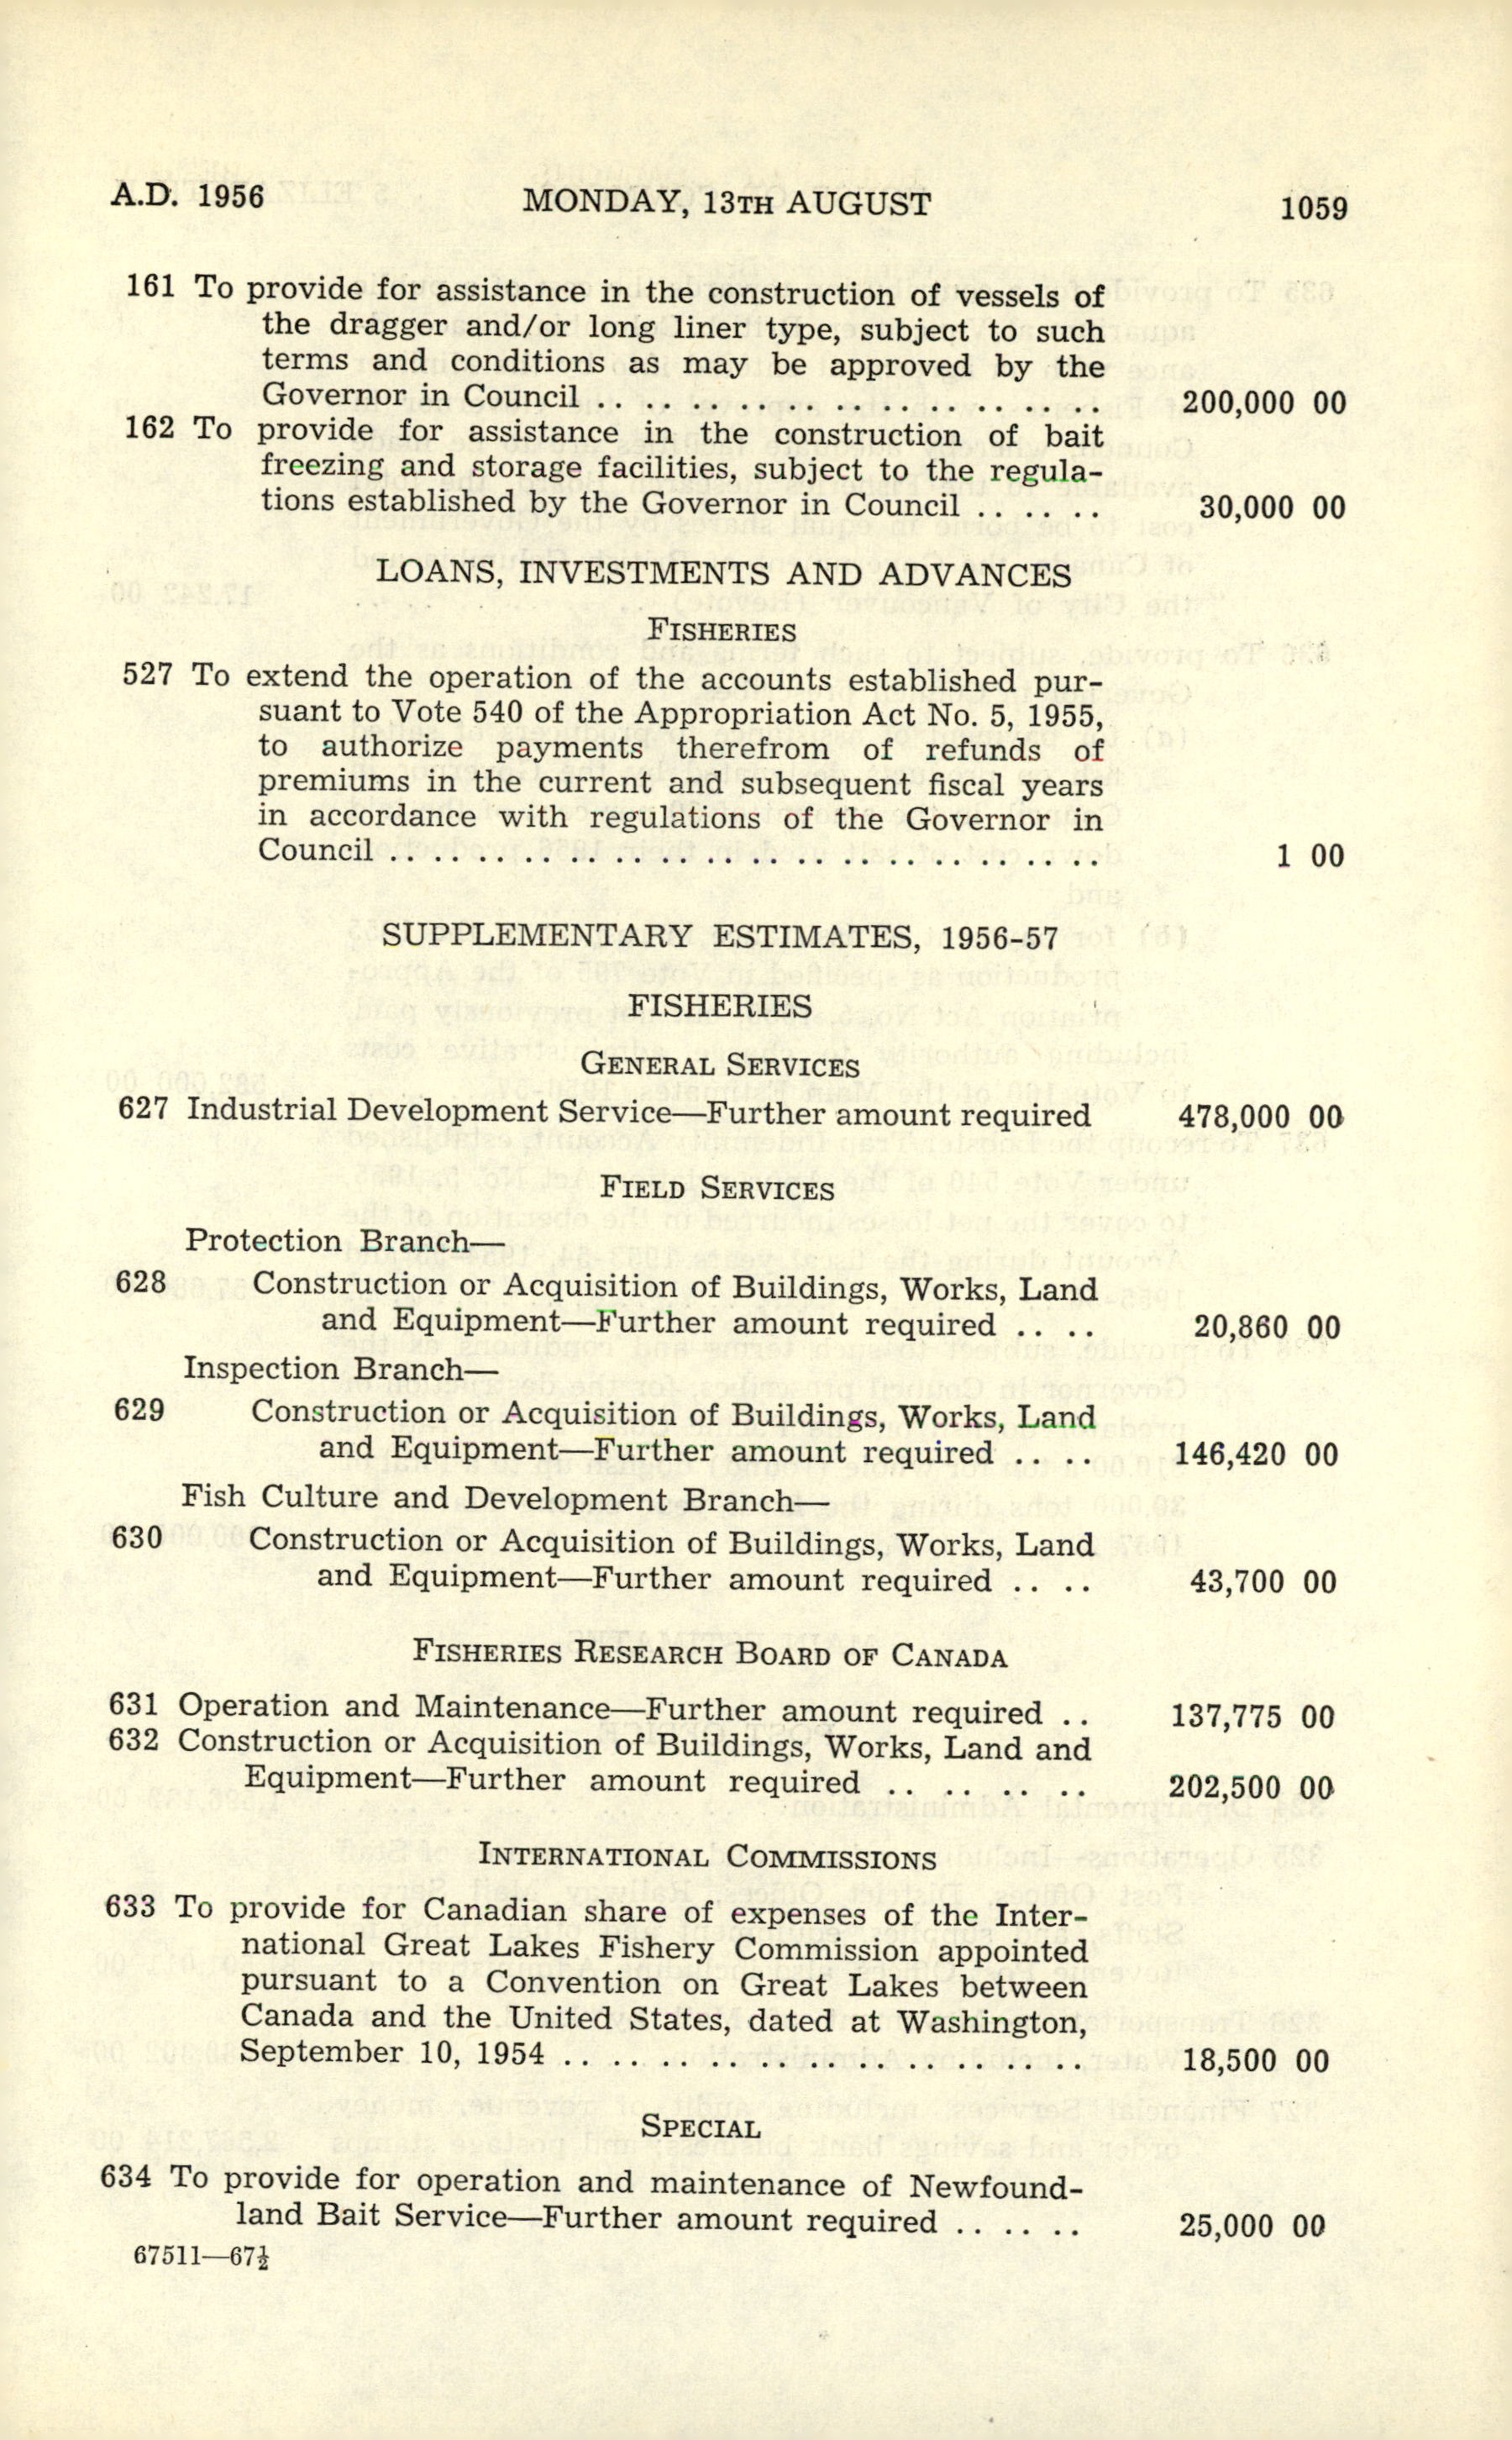 A.D. 1956 MONDAY, 13TH AUGUST 1059
161 To provide for assistance in the construction of vessels of
the dragger and/or long liner type, subject to such
terms and conditions as may be approved by the
Governor in Council . . . . . . . . . . . . . . . . . . . . . . 200,000 00
162 To provide for assistance in the construction of bait
freezing and storage facilities, subject to the regula-
tions established by the Governor in Council . . . . . . 30,000 00
LOANS, INVESTMENTS AND ADVANCES
FISHERIES
527 To extend the operation of the accounts established pur-
suant to Vote 540 of the Appropriation Act No. 5, 1955,
to authorize payments therefrom of refunds of
premiums in the current and subsequent fiscal years
in accordance with regulations of the Governor in
Council . . . . . . . . . . . . . . . . . . . . . . . . . . . . . . . . 1 00
SUPPLEMENTARY ESTIMATES, 1956-57
FISHERIES
GENERAL SERVICES
627 Industrial Development Service—Further amount required 478,000 00
FIELD SERVICES
Protection Branch—
628 Construction or Acquisition of Buildings, Works, Land
and Equipment—Further amount required . . . . 20,860 00
Inspection Branch—
629 Construction or Acquisition of Buildings, Works, Land
and Equipment—Further amount required . . . . 146,420 00
Fish Culture and Development Branch—
630 Construction or Acquisition of Buildings, Works, Land
and Equipment—Further amount required . . . . 43,700 00
FISHERIES RESEARCH BOARD OF CANADA
631 Operation and Maintenance—Further amount required . . 137,775 00
632 Construction or Acquisition of Buildings, Works, Land and
Equipment—Further amount required . . . . . . . . 202,500 00
INTERNATIONAL COMMISSIONS
633 To provide for Canadian share of expenses of the Inter-
national Great Lakes Fishery Commission appointed
pursuant to a Convention on Great Lakes between
Canada and the United States, dated at Washington,
September 10, 1954 . . . . . . . . . . . . . . . . . . . . . . 18,500 00
SPECIAL
634 To provide for operation and maintenance of Newfound-
land Bait Service—Further amount required . . . . . . 25,000 00
67511—67½